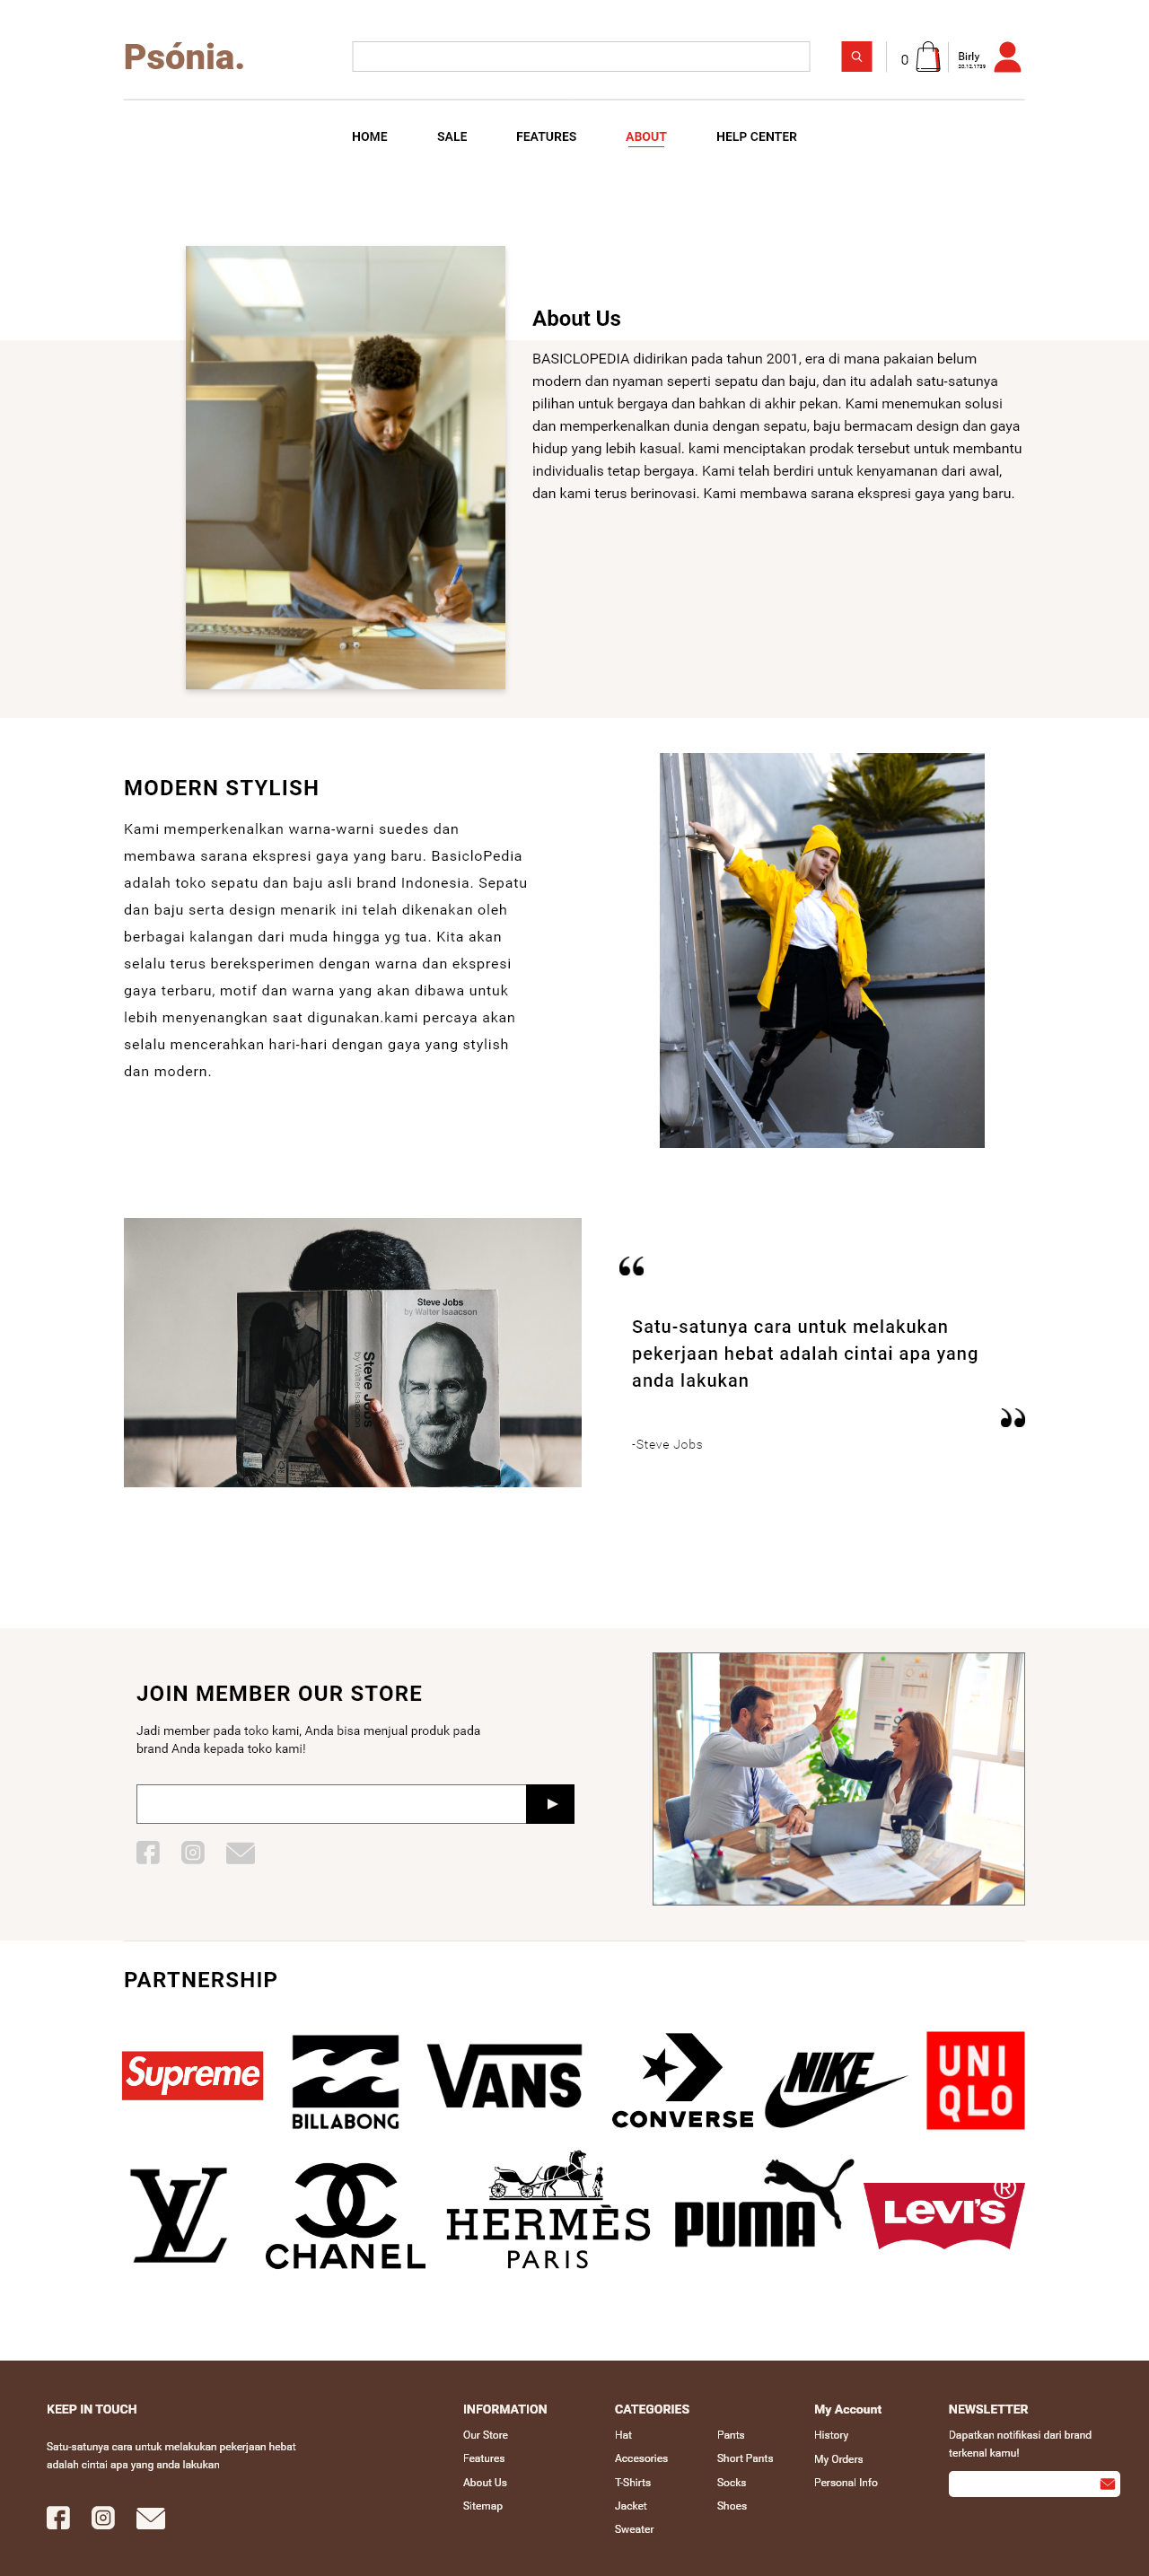 Psónia.
0
Birly
20.12.1729
HOME SALE FEATURES ABOUT HELP CENTER
About Us
BASICLOPEDIA didirikan pada tahun 2001, era di mana pakaian belum
modern dan nyaman seperti sepatu dan baju, dan itu adalah satu-satunya
pilihan untuk bergaya dan bahkan di akhir pekan. Kami menemukan solusi
dan memperkenalkan dunia dengan sepatu, baju bermacam design dan gaya
hidup yang lebih kasual. kami menciptakan prodak tersebut untuk membantu
individualis tetap bergaya. Kami telah berdiri untuk kenyamanan dari awal,
dan kami terus berinovasi. Kami membawa sarana ekspresi gaya yang baru.
MODERN STYLISH
Kami memperkenalkan warna-warni suedes dan
membawa sarana ekspresi gaya yang baru. BasicloPedia
adalah toko sepatu dan baju asli brand Indonesia. Sepatu
dan baju serta design menarik ini telah dikenakan oleh
berbagai kalangan dari muda hingga yg tua. Kita akan
selalu terus bereksperimen dengan warna dan ekspresi
gaya terbaru, motif dan warna yang akan dibawa untuk
lebih menyenangkan saat digunakan.kami percaya akan
selalu mencerahkan hari-hari dengan gaya yang stylish
dan modern.
Steve Jobs
by Walter Isaacson
Steve Jobs
by Walter Isaacson
“
Satu-satunya cara untuk melakukan
pekerjaan hebat adalah cintai apa yang
anda lakukan
”
-Steve Jobs
JOIN MEMBER OUR STORE
Jadi member pada toko kami, Anda bisa menjual produk pada
brand Anda kepada toko kami!
PARTNERSHIP
Supreme
BILLABONG
VANS
CONVERSE
NIKE
UNI
QLO
LV
CHANEL
HERMÈS
PARIS
PUMA
LEVI'S®
KEEP IN TOUCH
Satu-satunya cara untuk melakukan pekerjaan hebat
adalah cintai apa yang anda lakukan
INFORMATION
Our Store
Features
About Us
Sitemap
CATEGORIES
Hat
Accesories
T-Shirts
Jacket
Sweater
Pants
Short Pants
Socks
Shoes
My Account
History
My Orders
Personal Info
NEWSLETTER
Dapatkan notifikasi dari brand
terkenal kamu!